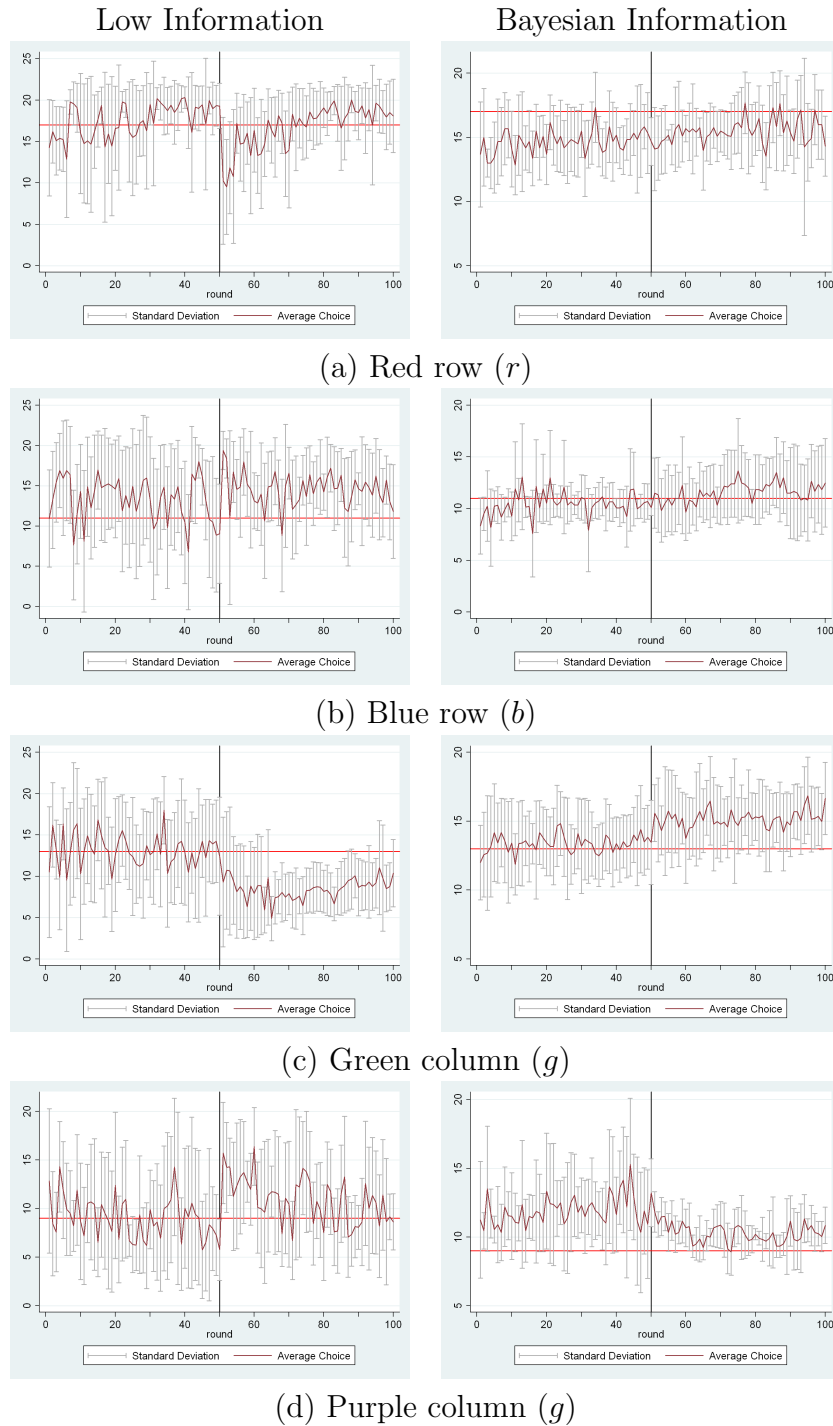 Low Information Bayesian Information
25
20
15
10
5
0
0 20 40 60 80 100
round
Standard Deviation Average Choice
20
15
10
5
0 20 40 60 80 100
round
Standard Deviation Average Choice
(a) Red row (r)
25
20
15
10
5
0
0 20 40 60 80 100
round
Standard Deviation Average Choice
20
15
10
5
0
0 20 40 60 80 100
round
Standard Deviation Average Choice
(b) Blue row (b)
25
20
15
10
5
0
0 20 40 60 80 100
round
Standard Deviation Average Choice
20
15
10
5
0 20 40 60 80 100
round
Standard Deviation Average Choice
(c) Green column (g)
20
15
10
5
0
0 20 40 60 80 100
round
Standard Deviation Average Choice
20
15
10
5
0 20 40 60 80 100
round
Standard Deviation Average Choice
(d) Purple column (g)